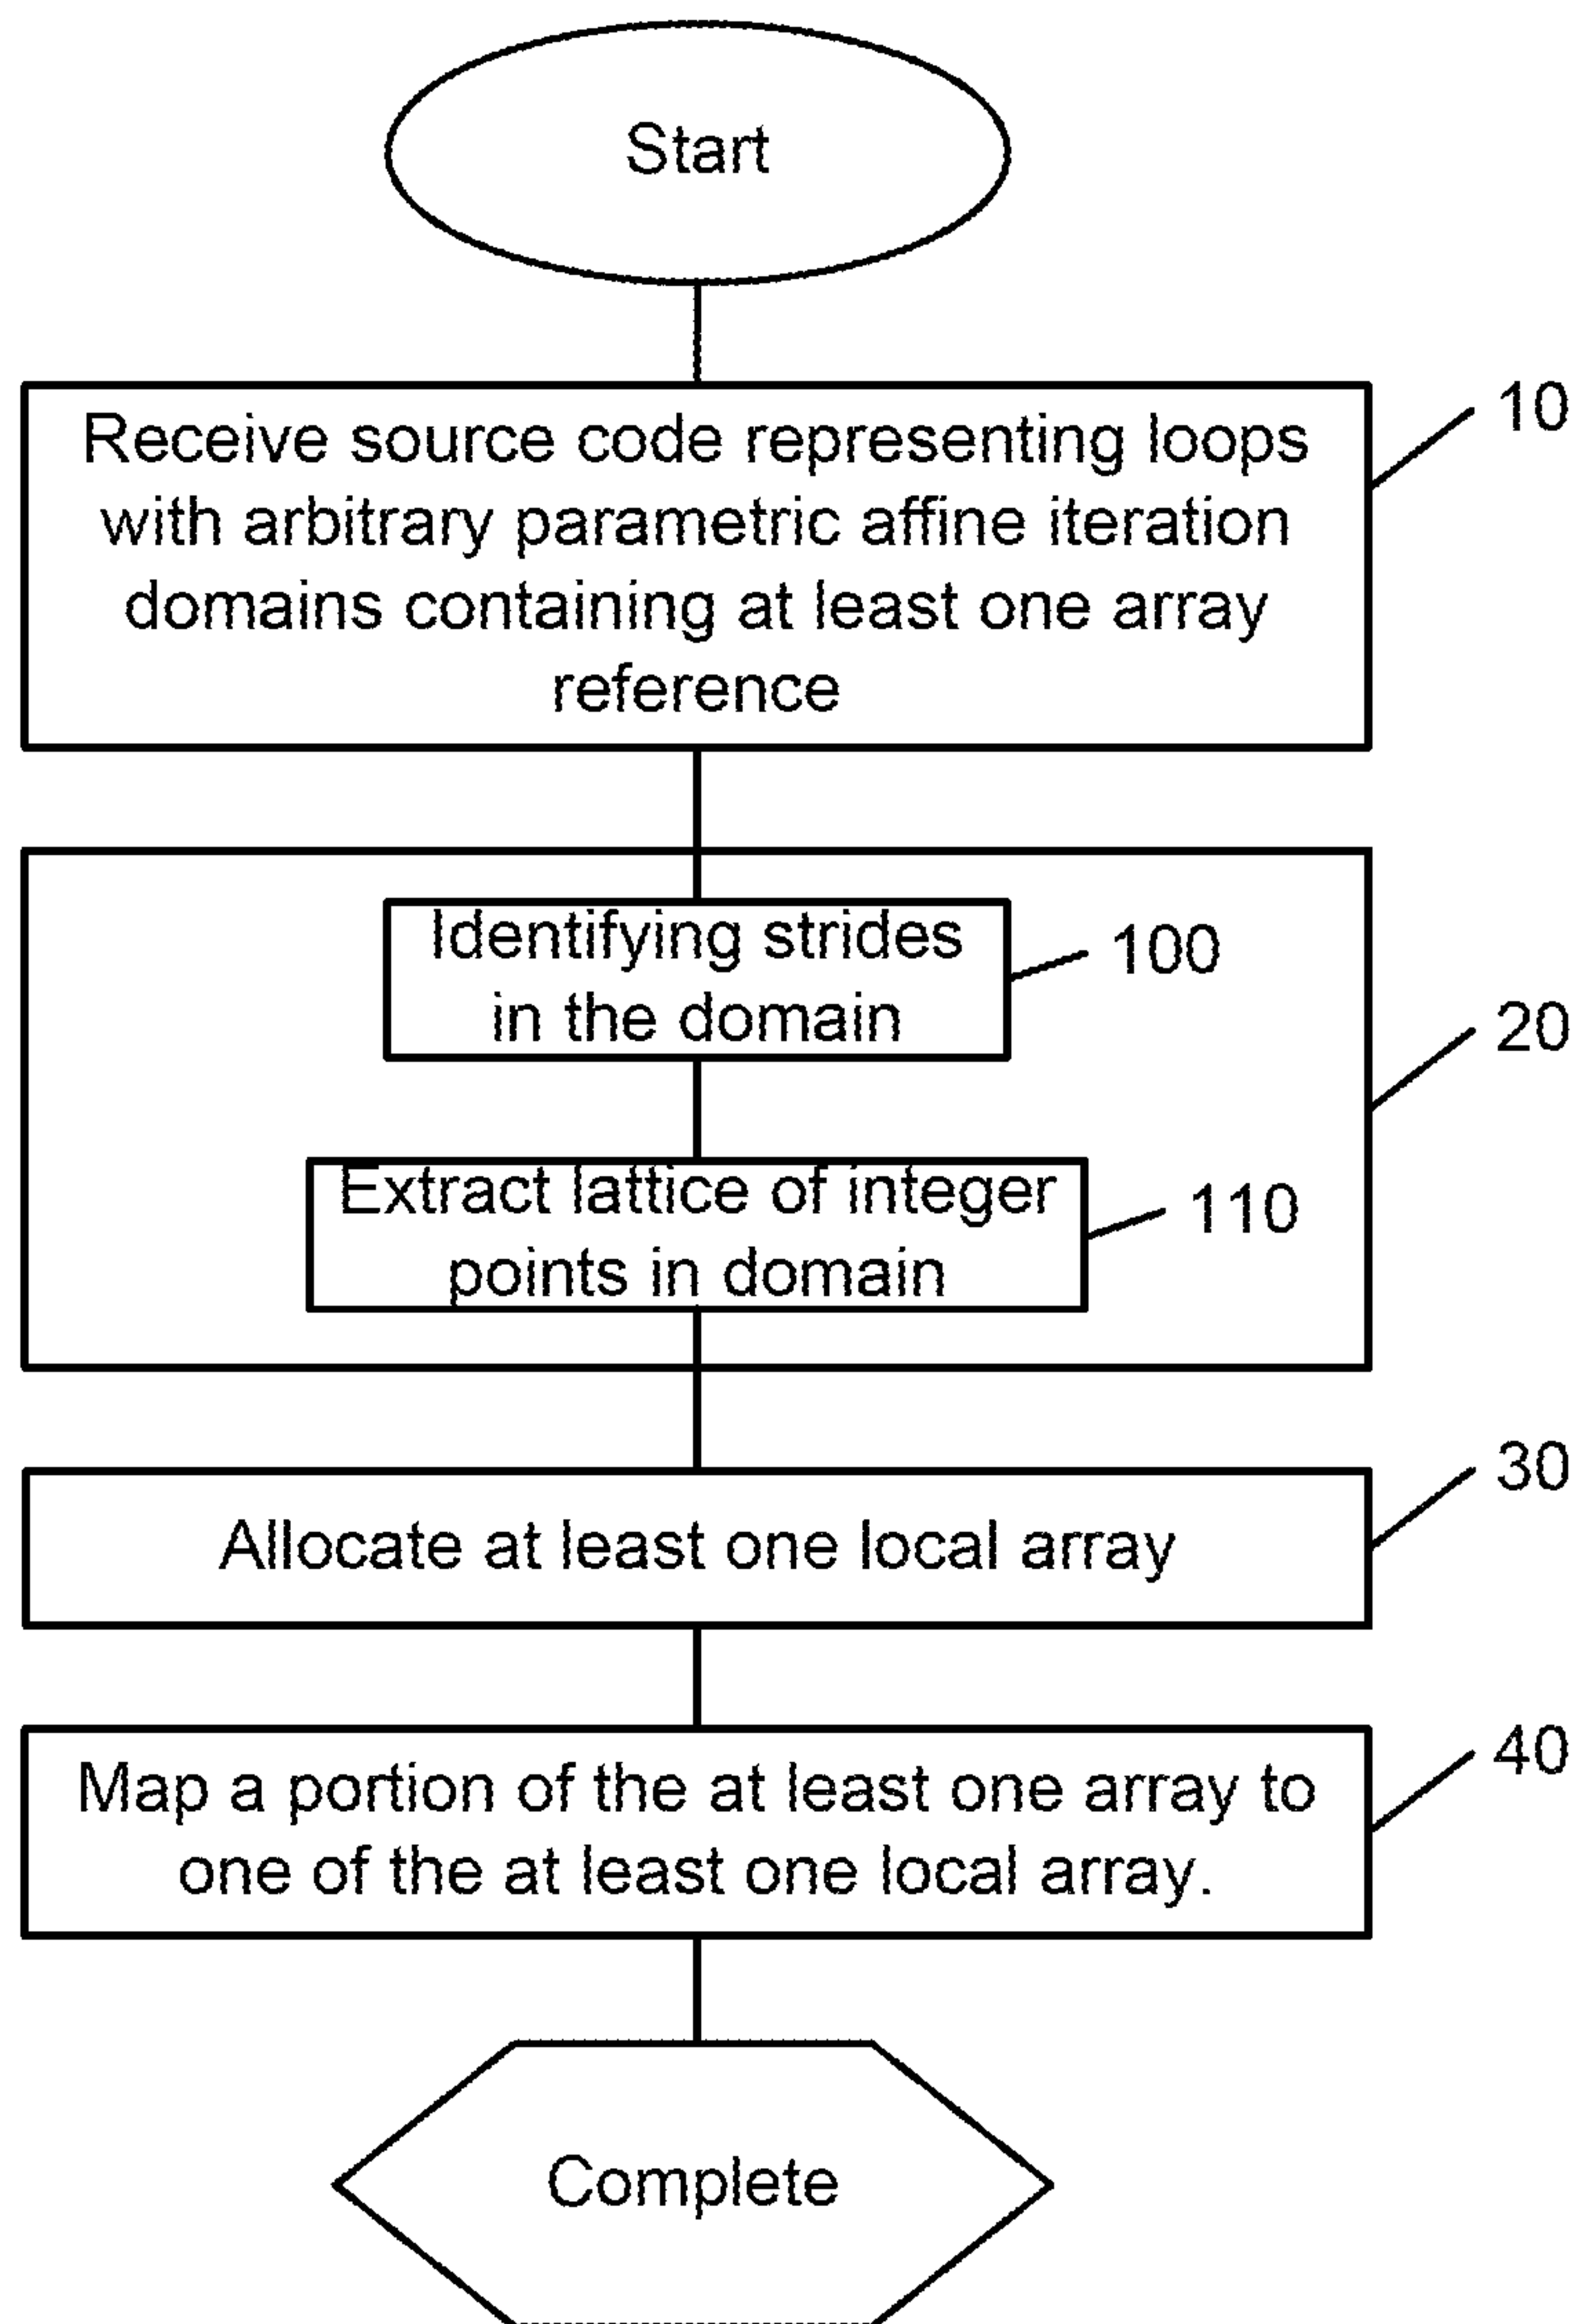 Start
Receive source code representing loops
with arbitrary parametric affine iteration
domains containing at least one array
reference
10
Identifying strides
in the domain
100
20
Extract lattice of integer
points in domain
110
Allocate at least one local array
30
Map a portion of the at least one array to
one of the at least one local array.
40
Complete